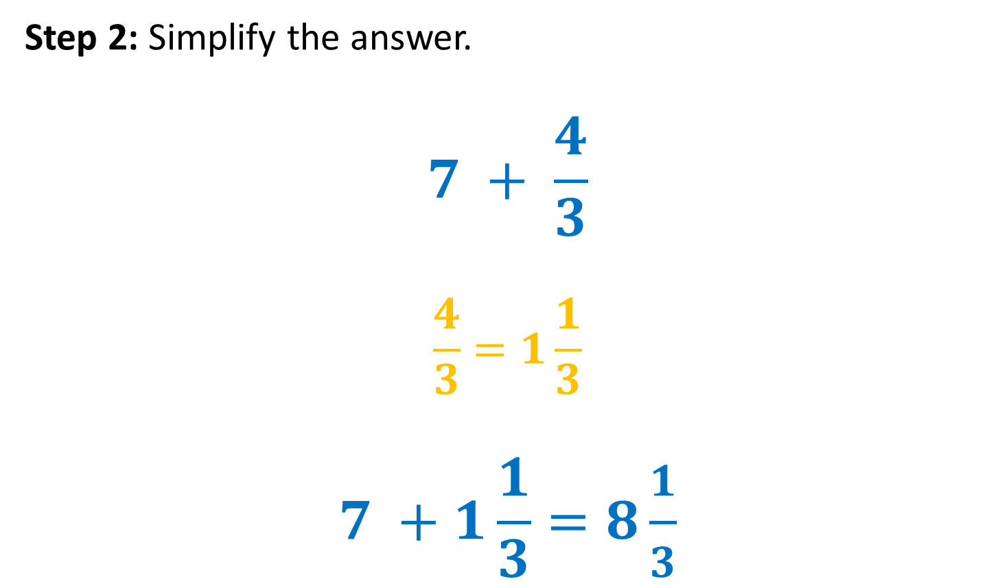 Step 2: Simplify the answer.
7 + 4/3
4/3 = 1 1/3
7 + 1 1/3 = 8 1/3